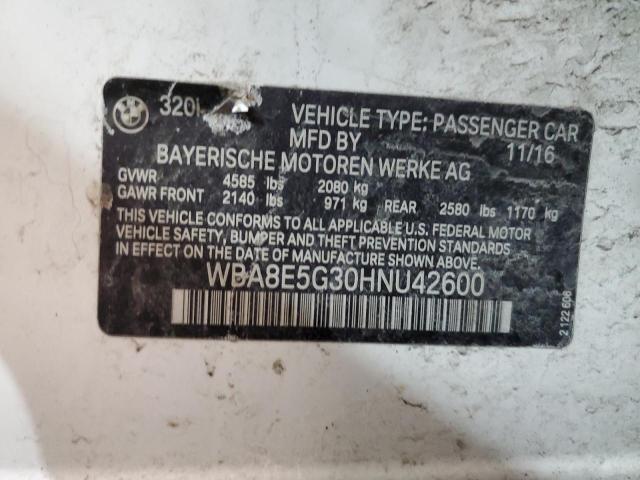 BMW
320i VEHICLE TYPE: PASSENGER CAR
MFD BY 11/16
BAYERISCHE MOTOREN WERKE AG
GVWR 4585 lbs 2080 kg
GAWR FRONT 2140 lbs 971 kg REAR 2580 lbs 1170 kg
THIS VEHICLE CONFORMS TO ALL APPLICABLE U.S. FEDERAL MOTOR
VEHICLE SAFETY, BUMPER, AND THEFT PREVENTION STANDARDS
IN EFFECT ON THE DATE OF MANUFACTURE SHOWN ABOVE.
WBA8E5G30HNU42600
2 122 606